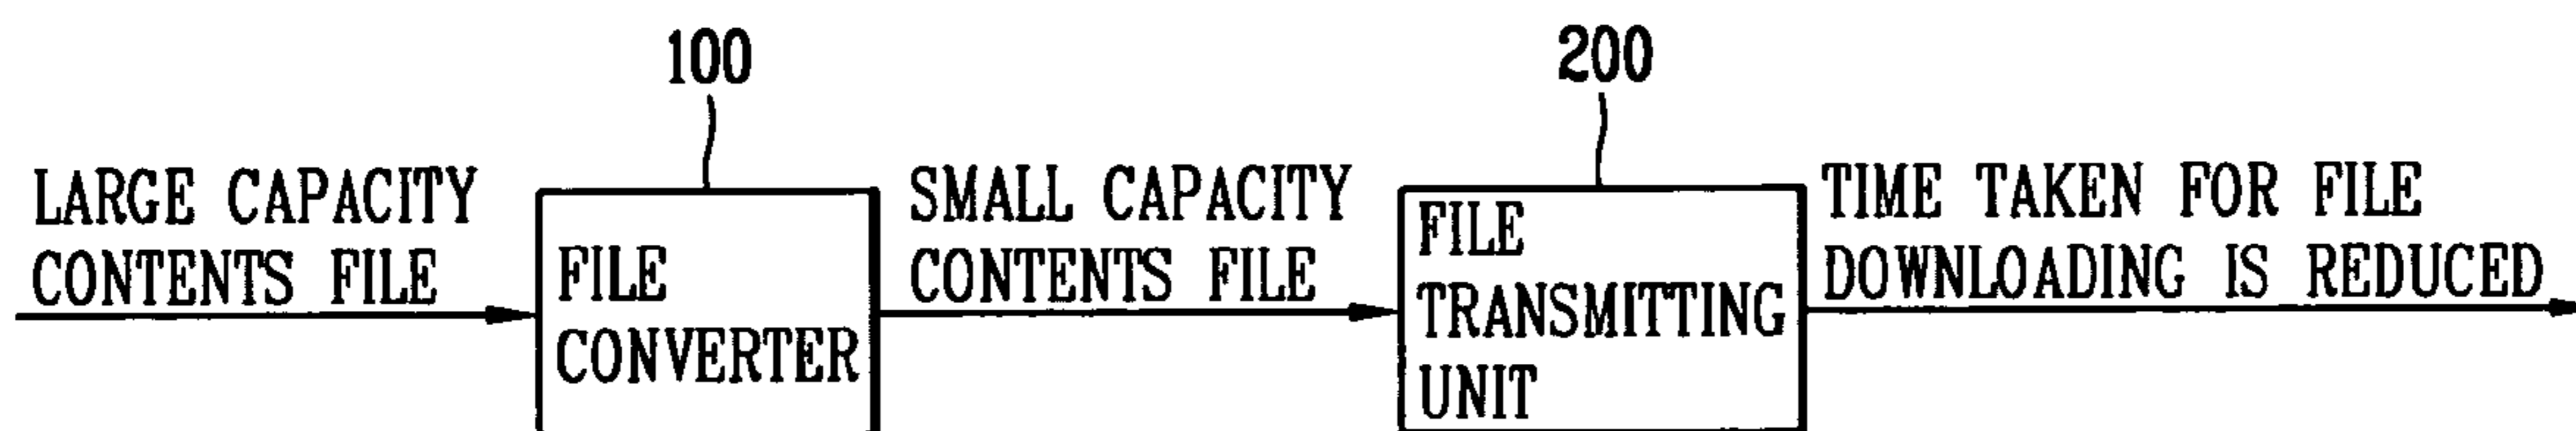 100
200
LARGE CAPACITY
CONTENTS FILE
FILE
CONVERTER
SMALL CAPACITY
CONTENTS FILE
FILE
TRANSMITTING
UNIT
TIME TAKEN FOR FILE
DOWNLOADING IS REDUCED